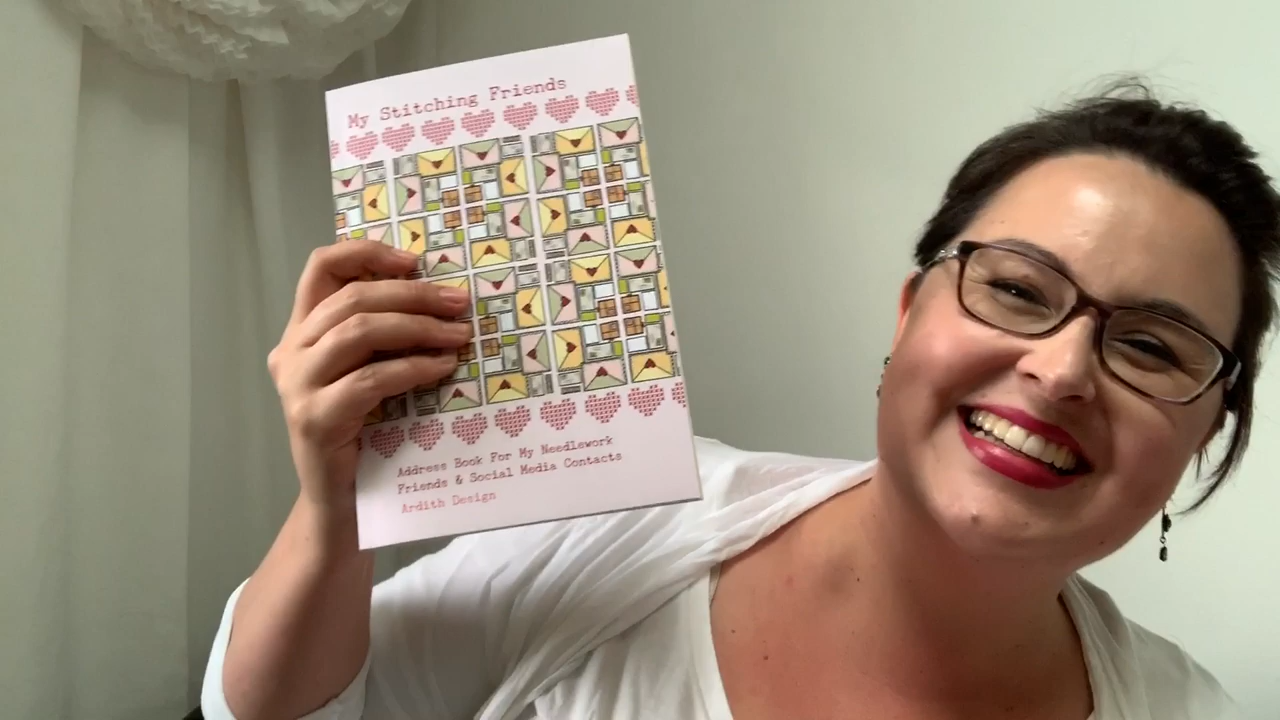 My Stitching Friends
Address Book For My Needlework
Friends & Social Media Contacts
Ardith Design